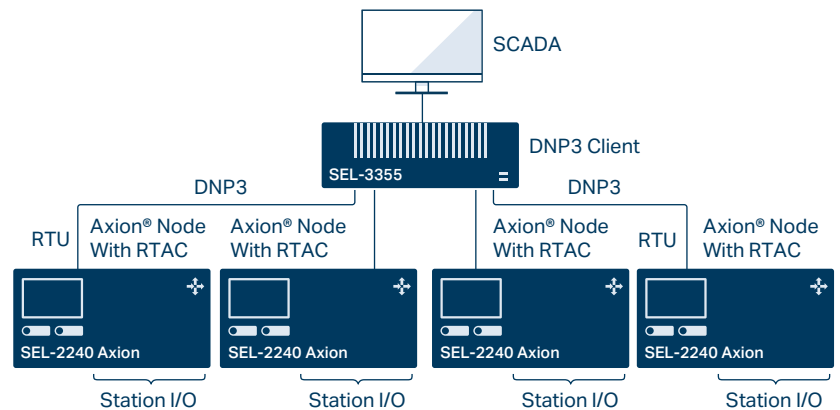 SCADA
DNP3 Client
SEL-3355
DNP3
DNP3
RTU
Axion® Node
With RTAC
Axion® Node
With RTAC
Axion® Node
With RTAC
RTU
Axion® Node
With RTAC
SEL-2240 Axion
SEL-2240 Axion
SEL-2240 Axion
SEL-2240 Axion
Station I/O
Station I/O
Station I/O
Station I/O